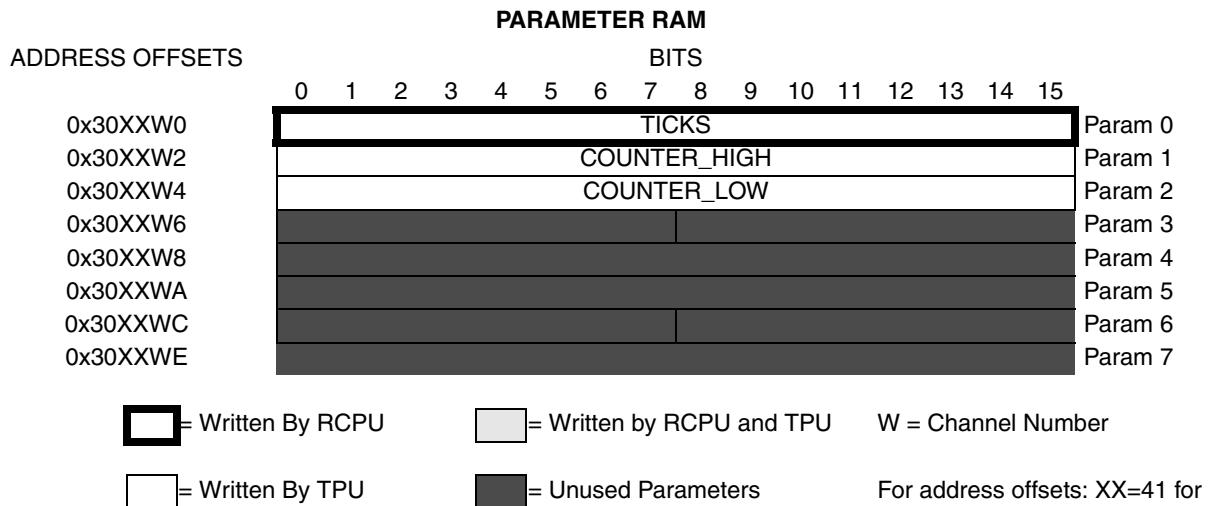 PARAMETER RAM
ADDRESS OFFSETS BITS
0 1 2 3 4 5 6 7 8 9 10 11 12 13 14 15
0x30XXW0 TICKS Param 0
0x30XXW2 COUNTER_HIGH Param 1
0x30XXW4 COUNTER_LOW Param 2
0x30XXW6 Param 3
0x30XXW8 Param 4
0x30XXWA Param 5
0x30XXWC Param 6
0x30XXWE Param 7
= Written By RCPU = Written by RCPU and TPU W = Channel Number
= Written By TPU = Unused Parameters For address offsets: XX=41 for